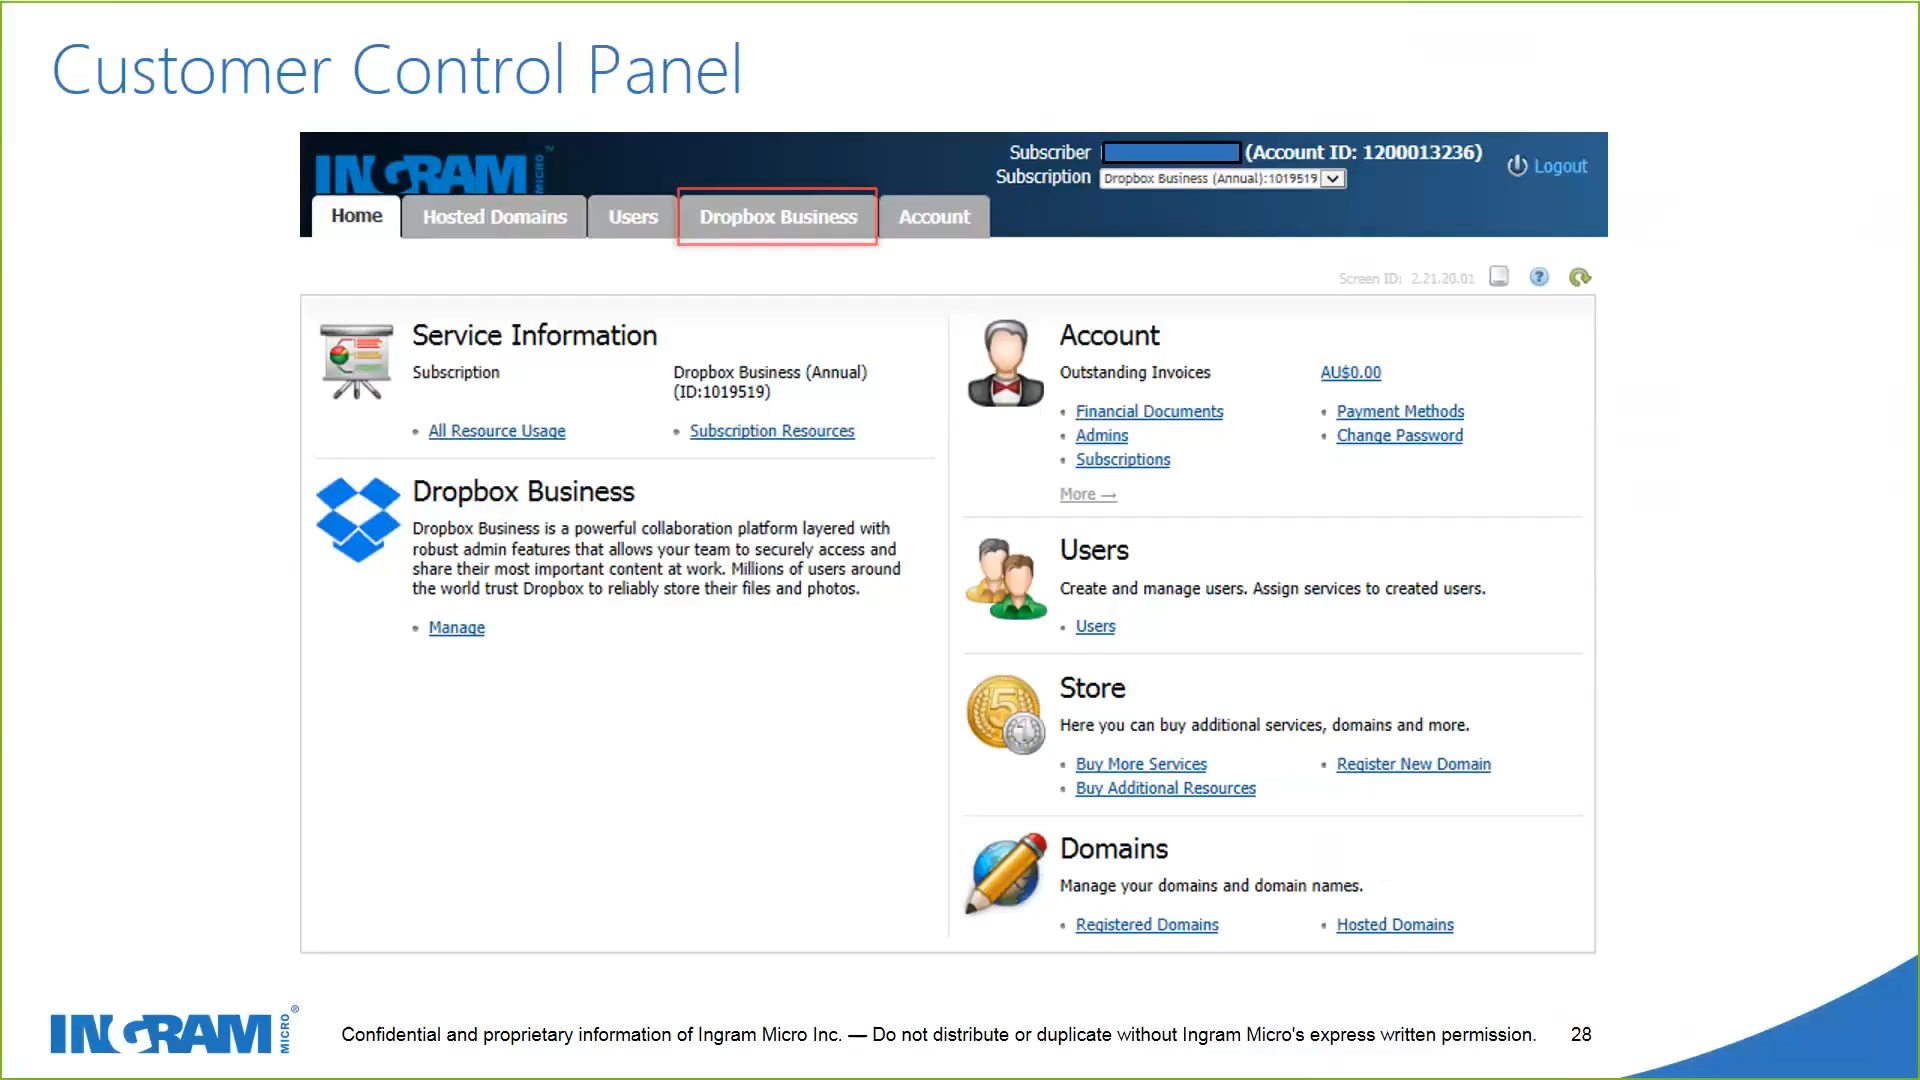 Customer Control Panel
INGRAM MICRO
Subscriber (Account ID: 1200013236)
Subscription Dropbox Business (Annual):1019519
Logout
Home Hosted Domains Users Dropbox Business Account
Screen ID: 2.21.20.01 ?
Service Information
Subscription Dropbox Business (Annual)
(ID:1019519)
• All Resource Usage • Subscription Resources
Dropbox Business
Dropbox Business is a powerful collaboration platform layered with
robust admin features that allows your team to securely access and
share their most important content at work. Millions of users around
the world trust Dropbox to reliably store their files and photos.
• Manage
Account
Outstanding Invoices AU$0.00
• Financial Documents • Payment Methods
• Admins • Change Password
• Subscriptions
More →
Users
Create and manage users. Assign services to created users.
• Users
Store
Here you can buy additional services, domains and more.
• Buy More Services • Register New Domain
• Buy Additional Resources
Domains
Manage your domains and domain names.
• Registered Domains • Hosted Domains
INGRAM MICRO ®
Confidential and proprietary information of Ingram Micro Inc. — Do not distribute or duplicate without Ingram Micro's express written permission. 28